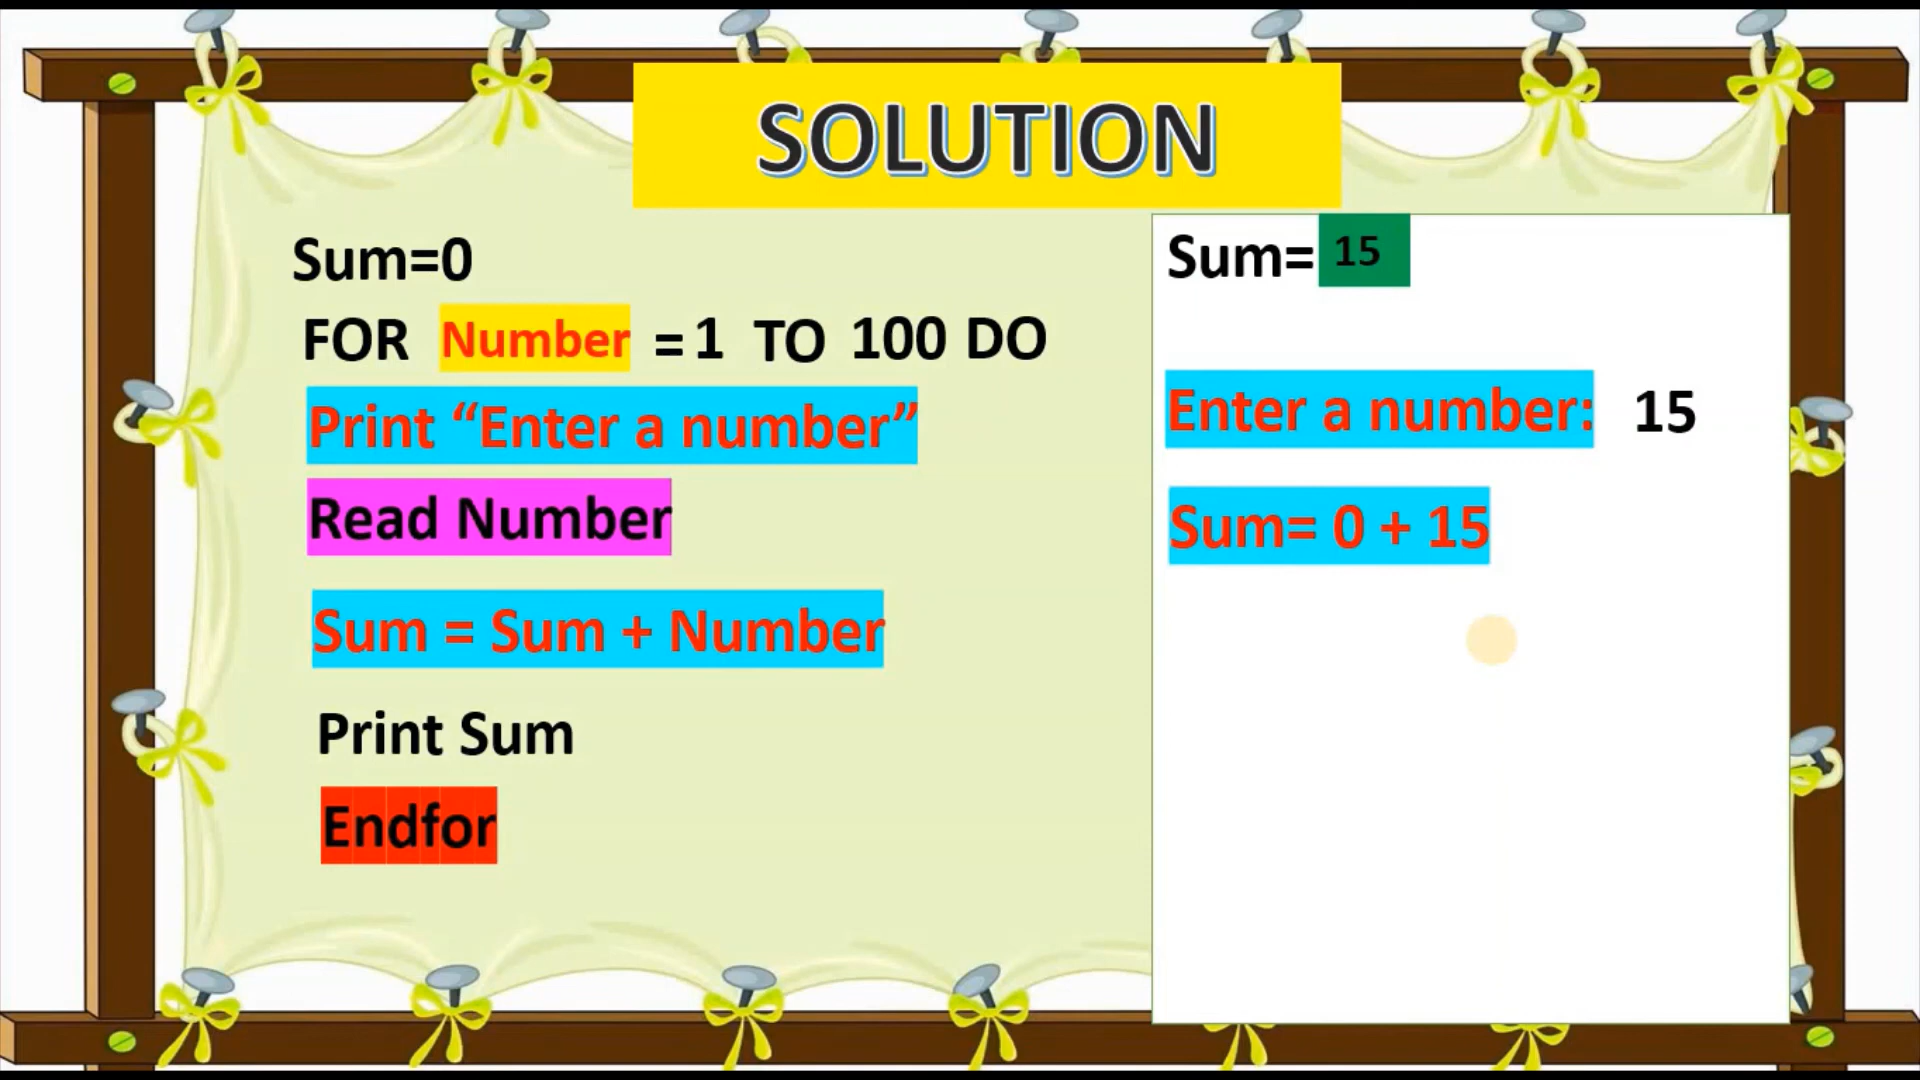 SOLUTION
Sum=0
FOR Number = 1 TO 100 DO
Print “Enter a number”
Read Number
Sum = Sum + Number
Print Sum
Endfor
Sum= 15
Enter a number: 15
Sum= 0 + 15